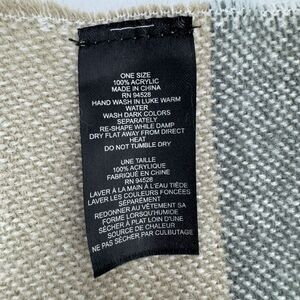 ONE SIZE
100% ACRYLIC
MADE IN CHINA
RN 94528
HAND WASH IN LUKE WARM
WATER
WASH DARK COLORS
SEPARATELY
RE-SHAPE WHILE DAMP
DRY FLAT AWAY FROM DIRECT
HEAT
DO NOT TUMBLE DRY
UNE TAILLE
100% ACRYLIQUE
FABRIQUÉ EN CHINE
RN 94528
LAVER À LA MAIN À L'EAU TIÈDE
LAVER LES COULEURS FONCÉES
SÉPARÉMENT
REDONNER AU VÊTEMENT SA
FORME LORSQU'HUMIDE
SÉCHER À PLAT LOIN D'UNE
SOURCE DE CHALEUR
NE PAS SÉCHER PAR CULBUTAGE